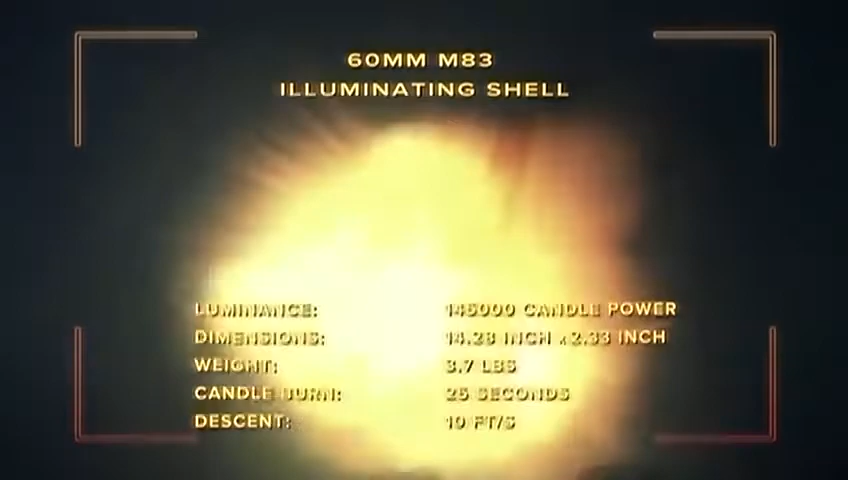 60MM M83
ILLUMINATING SHELL
LUMINANCE: 145000 CANDLE POWER
DIMENSIONS: 14.28 INCH x 2.33 INCH
WEIGHT: 3.7 LBS
CANDLE BURN: 25 SECONDS
DESCENT: 10 FT/S